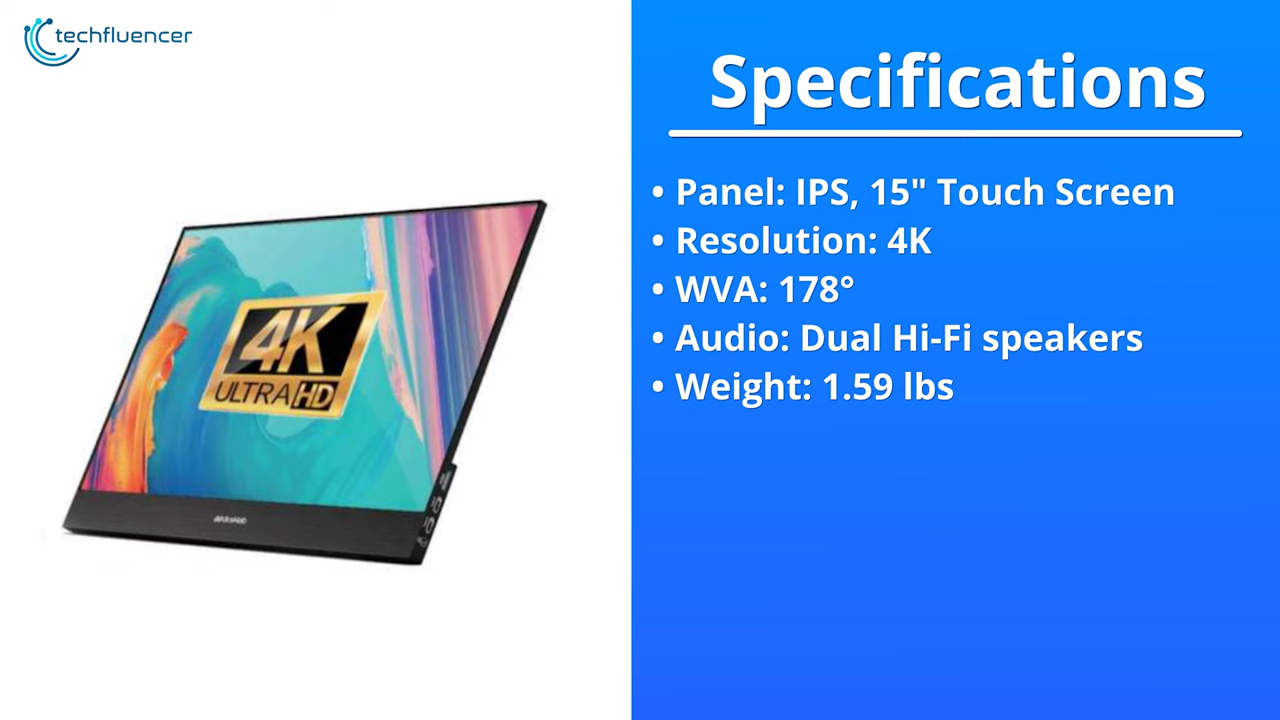 techfluencer
Specifications
• Panel: IPS, 15" Touch Screen
• Resolution: 4K
• WVA: 178°
• Audio: Dual Hi-Fi speakers
• Weight: 1.59 lbs
4K
ULTRA HD